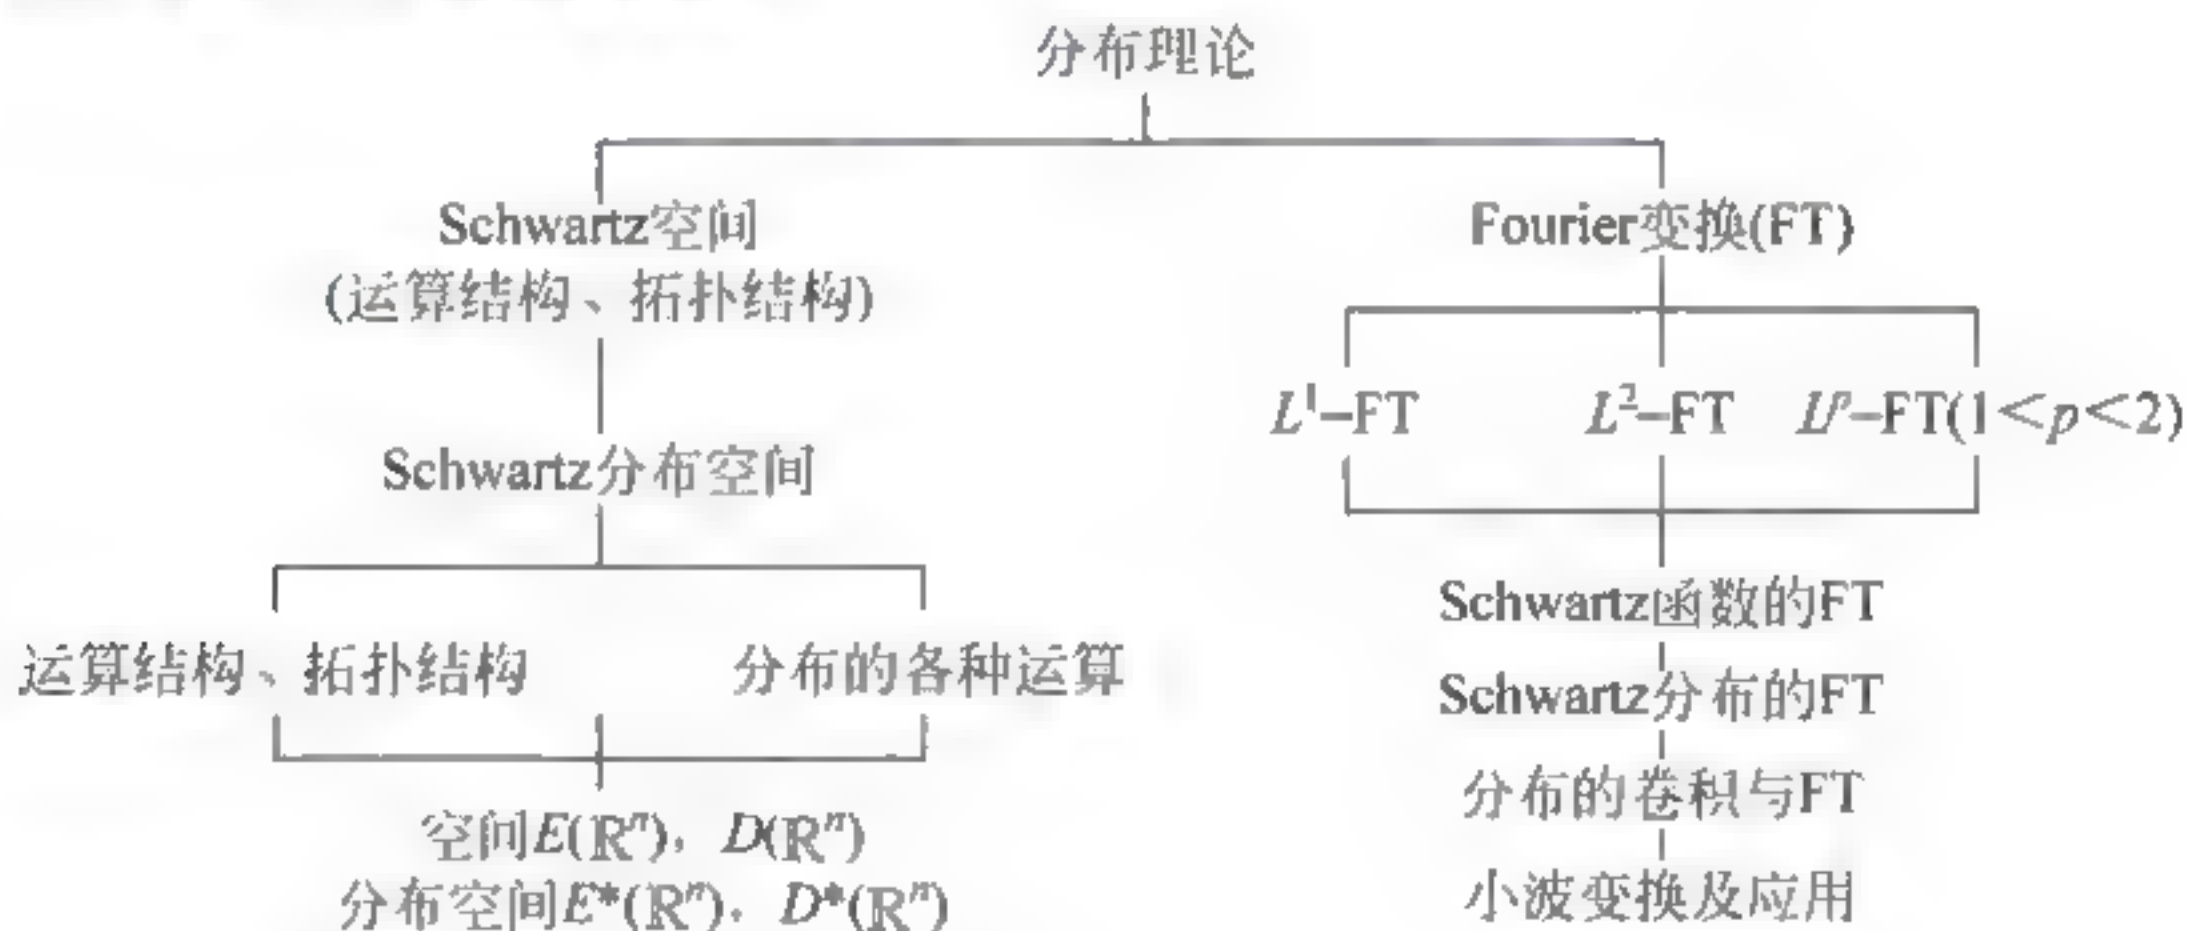 分布理论
Schwartz空间
(运算结构、拓扑结构)
Schwartz分布空间
运算结构、拓扑结构
分布的各种运算
空间E(ℝⁿ), D(ℝⁿ)
分布空间E*(ℝⁿ), D*(ℝⁿ)
Fourier变换(FT)
L¹–FT
L²–FT
Lᵖ–FT(1<p<2)
Schwartz函数的FT
Schwartz分布的FT
分布的卷积与FT
小波变换及应用